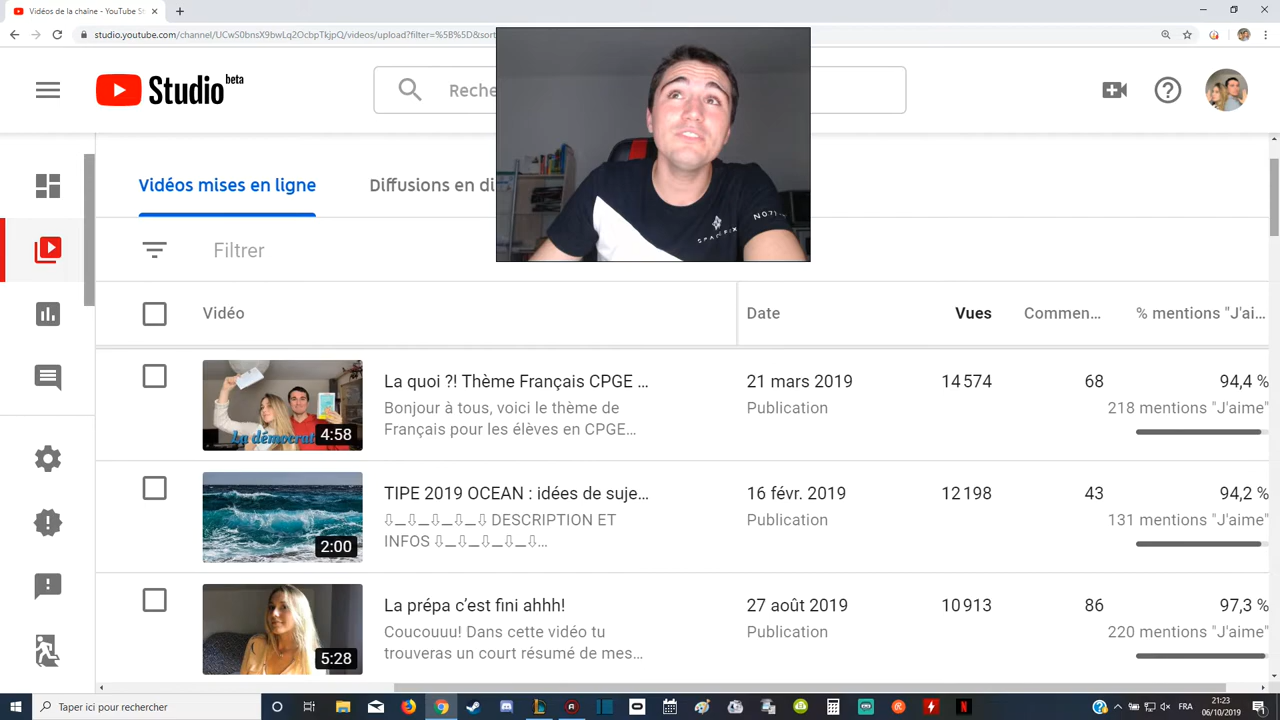 Vidéos de la chaîne - YouTube St
studio.youtube.com/channel/UCwS0bnsX9bwLq2OcbpTkjpQ/videos/upload?filter=%5B%5D&sort
Studio beta
Reche
Vidéos mises en ligne
Diffusions en di
Filtrer
Vidéo
Date
Vues
Commen...
% mentions "J'ai...
La quoi ?! Thème Français CPGE ...
21 mars 2019
14 574
68
94,4 %
Bonjour à tous, voici le thème de
Publication
218 mentions "J'aime"
Français pour les élèves en CPGE...
4:58
TIPE 2019 OCEAN : idées de suje...
16 févr. 2019
12 198
43
94,2 %
⇩_⇩_⇩_⇩_⇩ DESCRIPTION ET
Publication
131 mentions "J'aime"
INFOS ⇩_⇩_⇩_⇩_⇩...
2:00
La prépa c'est fini ahhh!
27 août 2019
10 913
86
97,3 %
Coucouuu! Dans cette vidéo tu
Publication
220 mentions "J'aime"
trouveras un court résumé de mes...
5:28
Taper ici pour rechercher
FRA
21:23
06/10/2019